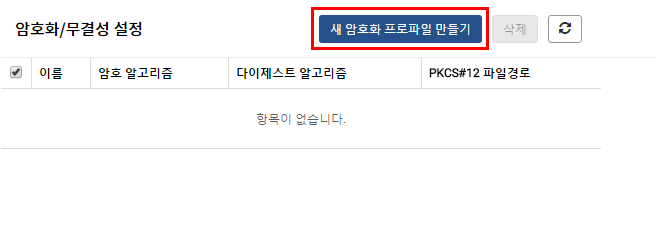 암호화/무결성 설정
새 암호화 프로파일 만들기 삭제
이름 암호 알고리즘 다이제스트 알고리즘 PKCS#12 파일경로
항목이 없습니다.